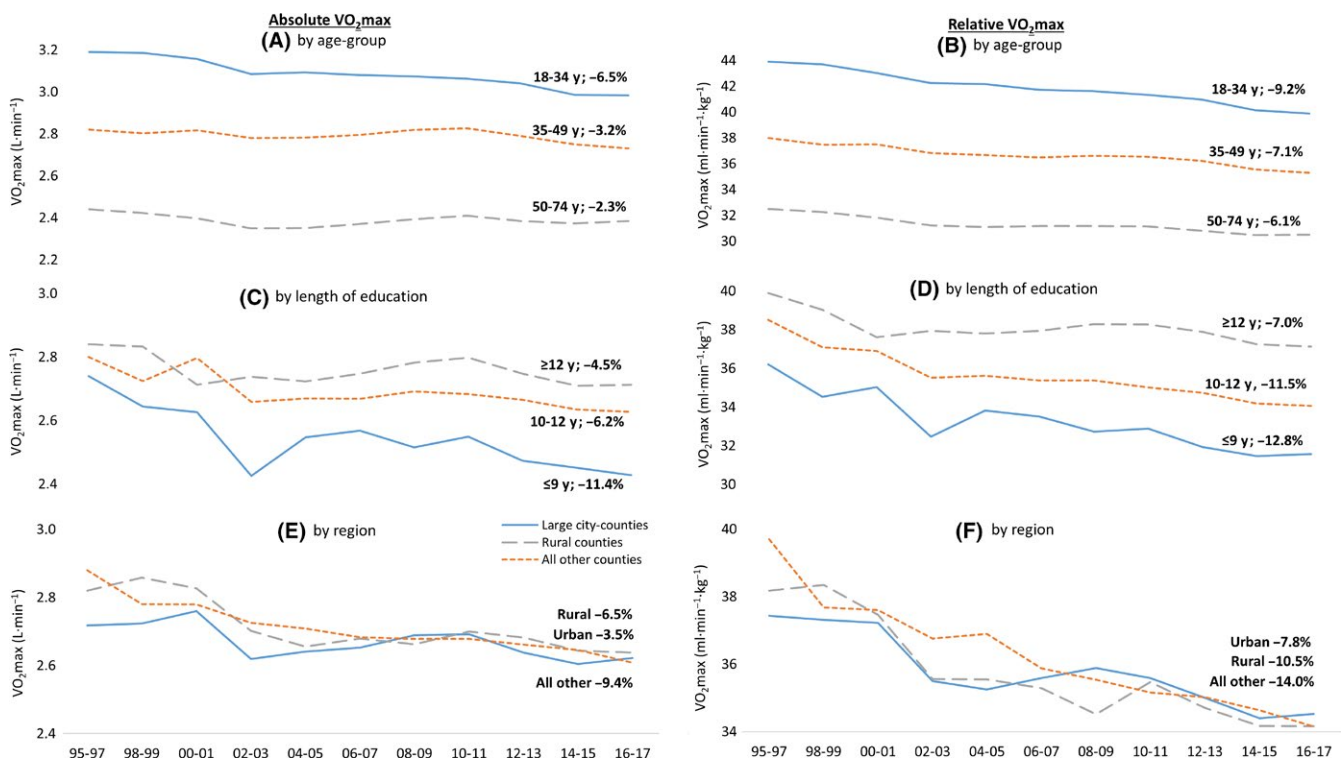 Absolute VO₂max
(A) by age-group
3.2
3.0
2.8
2.6
2.4
2.2
VO₂max (L·min⁻¹)
18-34 y; −6.5%
35-49 y; −3.2%
50-74 y; −2.3%
Relative VO₂max
(B) by age-group
44
42
40
38
36
34
32
30
VO₂max (ml·min⁻¹·kg⁻¹)
18-34 y; −9.2%
35-49 y; −7.1%
50-74 y; −6.1%
(C) by length of education
3.0
2.8
2.6
2.4
VO₂max (L·min⁻¹)
≥12 y; −4.5%
10-12 y; −6.2%
≤9 y; −11.4%
(D) by length of education
40
38
36
34
32
30
VO₂max (ml·min⁻¹·kg⁻¹)
≥12 y; −7.0%
10-12 y, −11.5%
≤9 y; −12.8%
(E) by region
3.0
2.8
2.6
2.4
VO₂max (L·min⁻¹)
Large city-counties
Rural counties
All other counties
Rural −6.5%
Urban −3.5%
All other −9.4%
95-97 98-99 00-01 02-03 04-05 06-07 08-09 10-11 12-13 14-15 16-17
(F) by region
40
38
36
34
VO₂max (ml·min⁻¹·kg⁻¹)
Urban −7.8%
Rural −10.5%
All other −14.0%
95-97 98-99 00-01 02-03 04-05 06-07 08-09 10-11 12-13 14-15 16-17